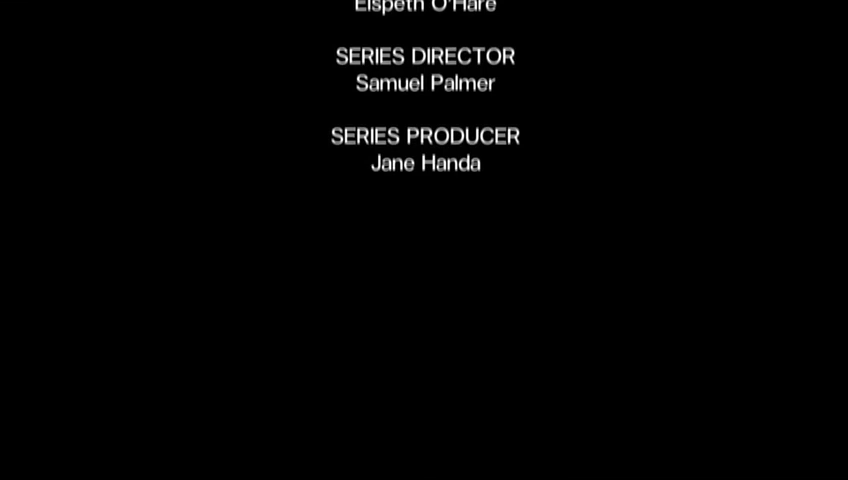 Elspeth O'Hare
SERIES DIRECTOR
Samuel Palmer
SERIES PRODUCER
Jane Handa